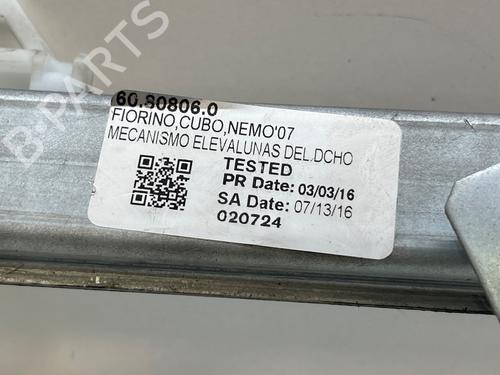 60.80806.0
FIORINO,CUBO,NEMO'07
MECANISMO ELEVALUNAS DEL.DCHO
TESTED
PR Date: 03/03/16
SA Date: 07/13/16
020724
B-PARTS